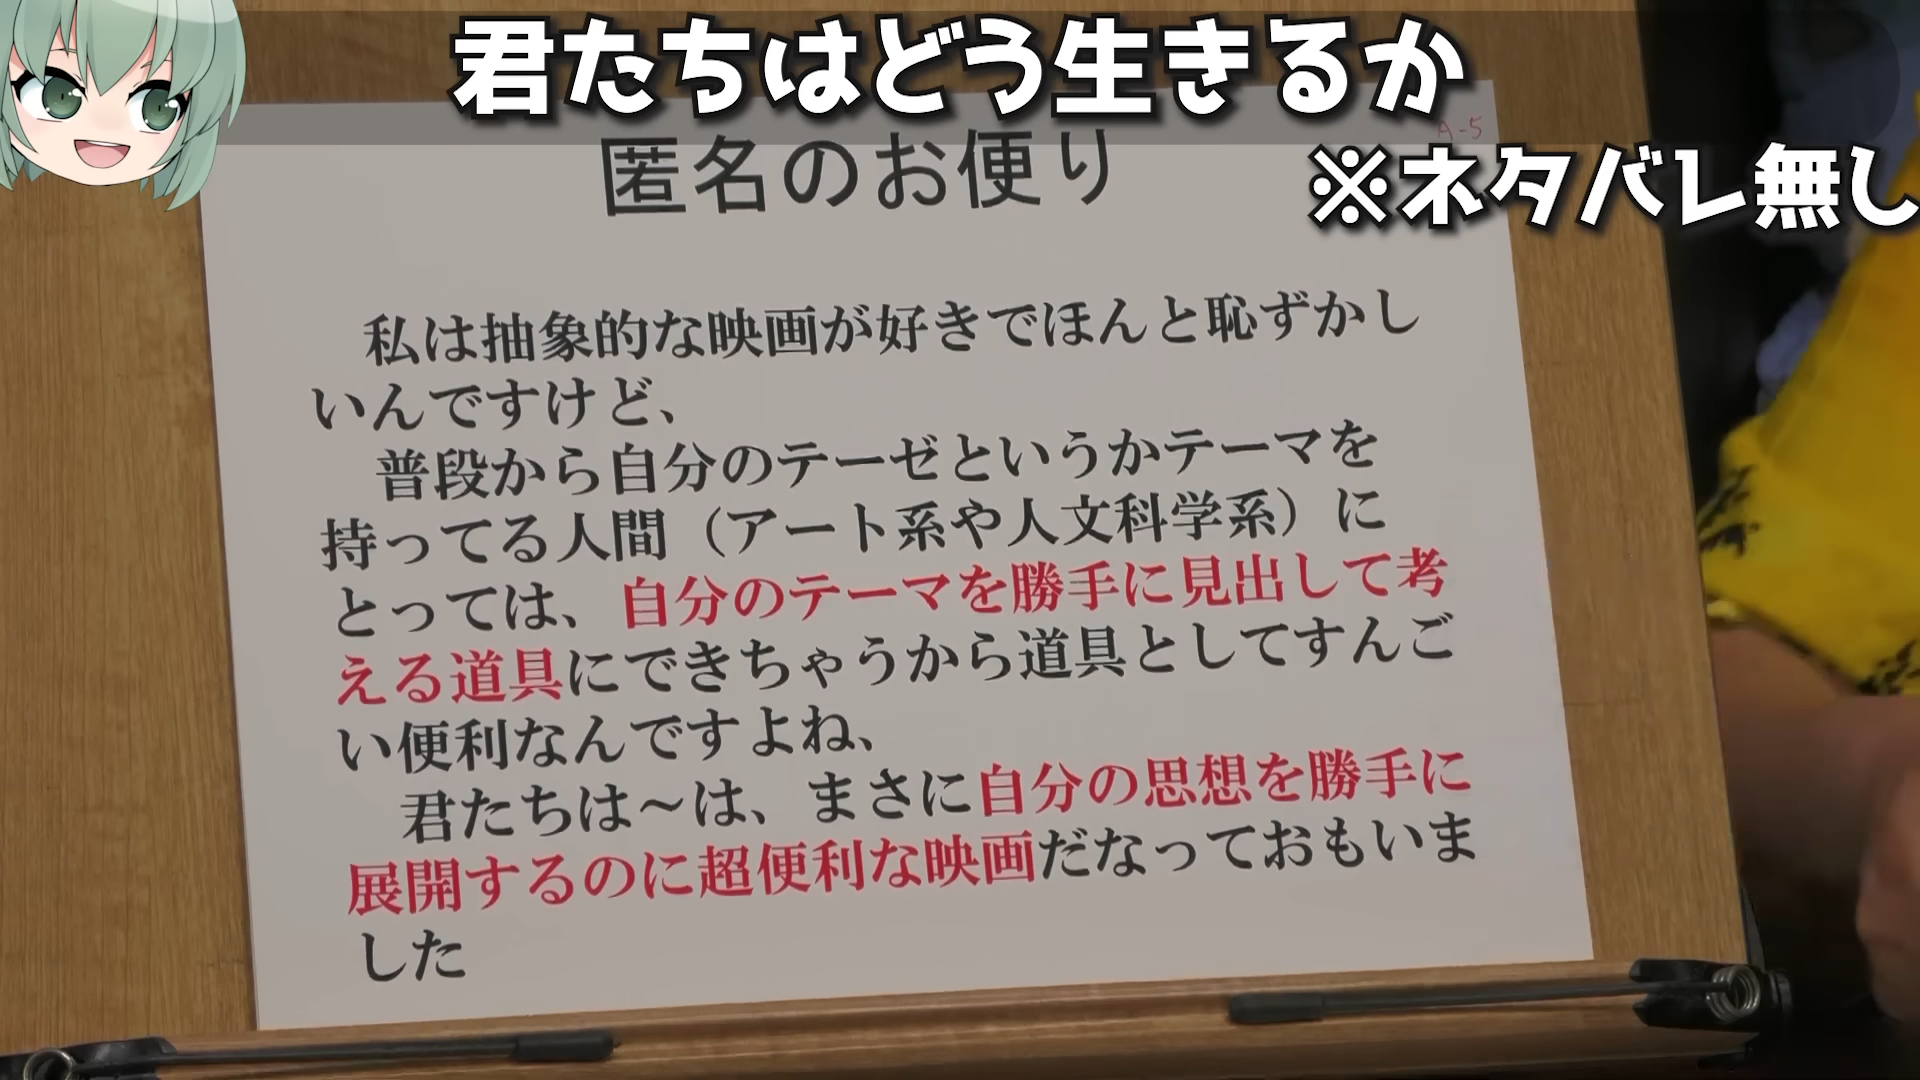 君たちはどう生きるか
A-5
※ネタバレ無し
匿名のお便り
私は抽象的な映画が好きでほんと恥ずかし
いんですけど、
普段から自分のテーゼというかテーマを
持ってる人間（アート系や人文科学系）に
とっては、自分のテーマを勝手に見出して考
える道具にできちゃうから道具としてすんご
い便利なんですよね、
君たちは～は、まさに自分の思想を勝手に
展開するのに超便利な映画だなっておもいま
した